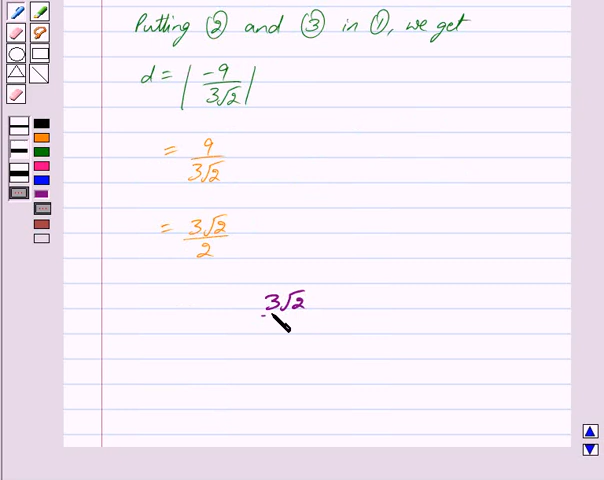 Putting ② and ③ in ①, we get
d = | -9 / 3√2 |
= 9 / 3√2
= 3√2 / 2
3√2